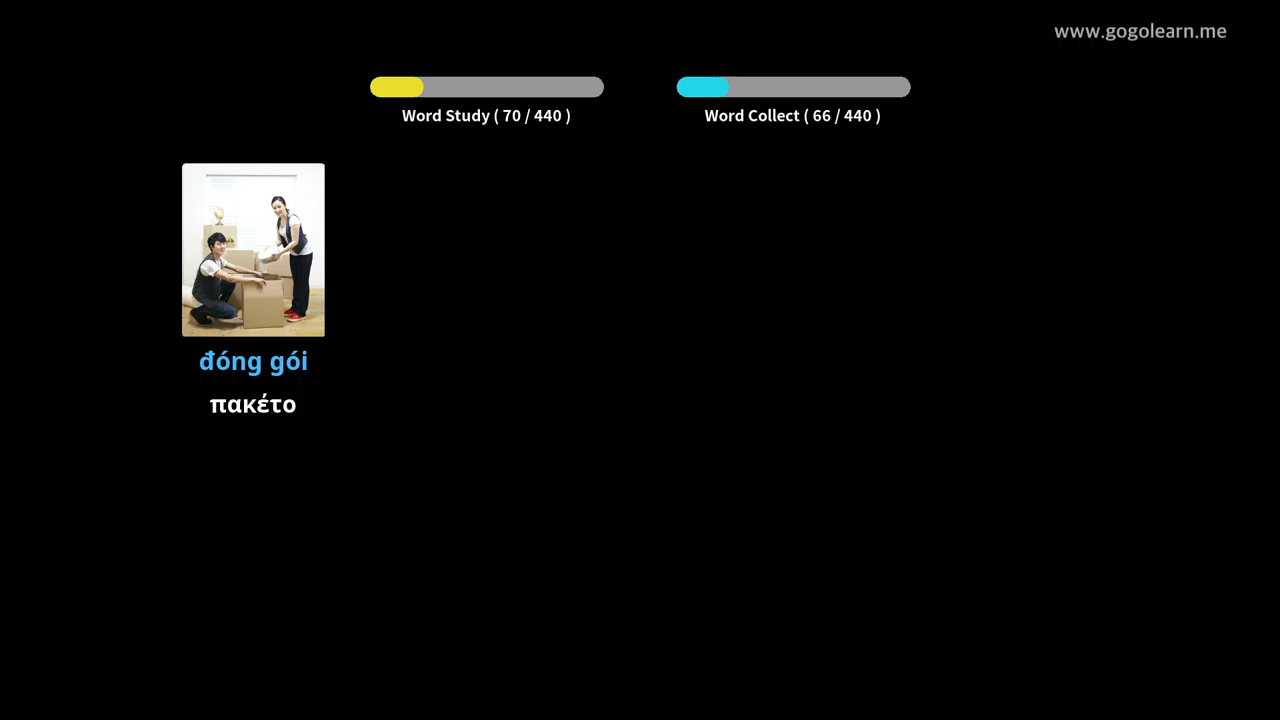 www.gogolearn.me
Word Study ( 70 / 440 )
Word Collect ( 66 / 440 )
đóng gói
πακέτο